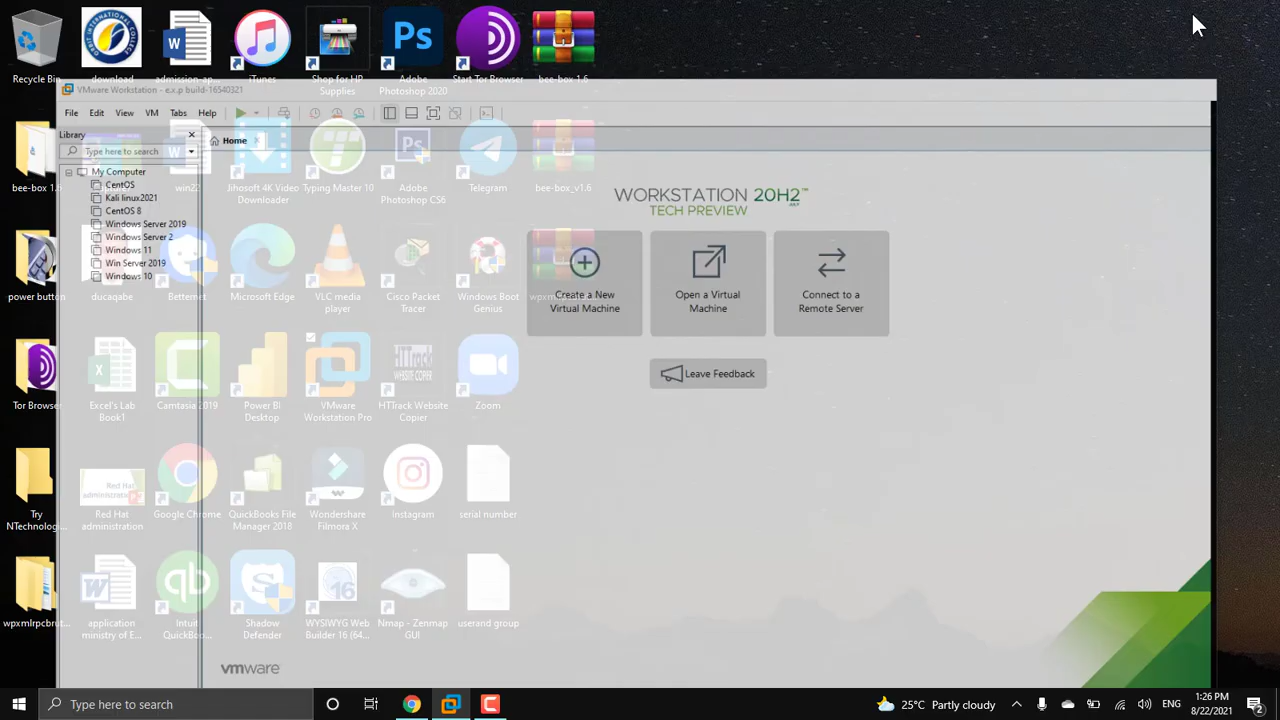 Recycle Bin
download
admission-ap...
iTunes
Shop for HP
Supplies
Adobe
Photoshop 2020
Start Tor Browser
bee-box 1.6
VMware Workstation - e.x.p build-16540321
File Edit View VM Tabs Help
Library
Home
Type here to search
My Computer
CentOS
Kali linux2021
CentOS 8
Windows Server 2019
Windows Server 2
Windows 11
Win Server 2019
Windows 10
WORKSTATION 20H2
TECH PREVIEW
Create a New
Virtual Machine
Open a Virtual
Machine
Connect to a
Remote Server
Leave Feedback
vmware
bee-box 1.6
win22
Jihosoft 4K Video
Downloader
Typing Master 10
Adobe
Photoshop CS6
Telegram
bee-box_v1.6
power button
ducaqabe
Betternet
Microsoft Edge
VLC media
player
Cisco Packet
Tracer
Windows Boot
Genius
Tor Browser
Excel's Lab
Book1
Camtasia 2019
Power BI
Desktop
VMware
Workstation Pro
HTTrack
WEBSITE COPIER
HTTrack Website
Copier
Zoom
Try
NTechnologi...
Red Hat
administration
Red Hat
administration
Google Chrome
QuickBooks File
Manager 2018
Wondershare
Filmora X
Instagram
serial number
wpxmlrpcbrut...
application
ministry of E...
Intuit
QuickBoo...
Shadow
Defender
WYSIWYG Web
Builder 16 (64...
Nmap - Zenmap
GUI
userand group
Type here to search
25°C Partly cloudy
ENG